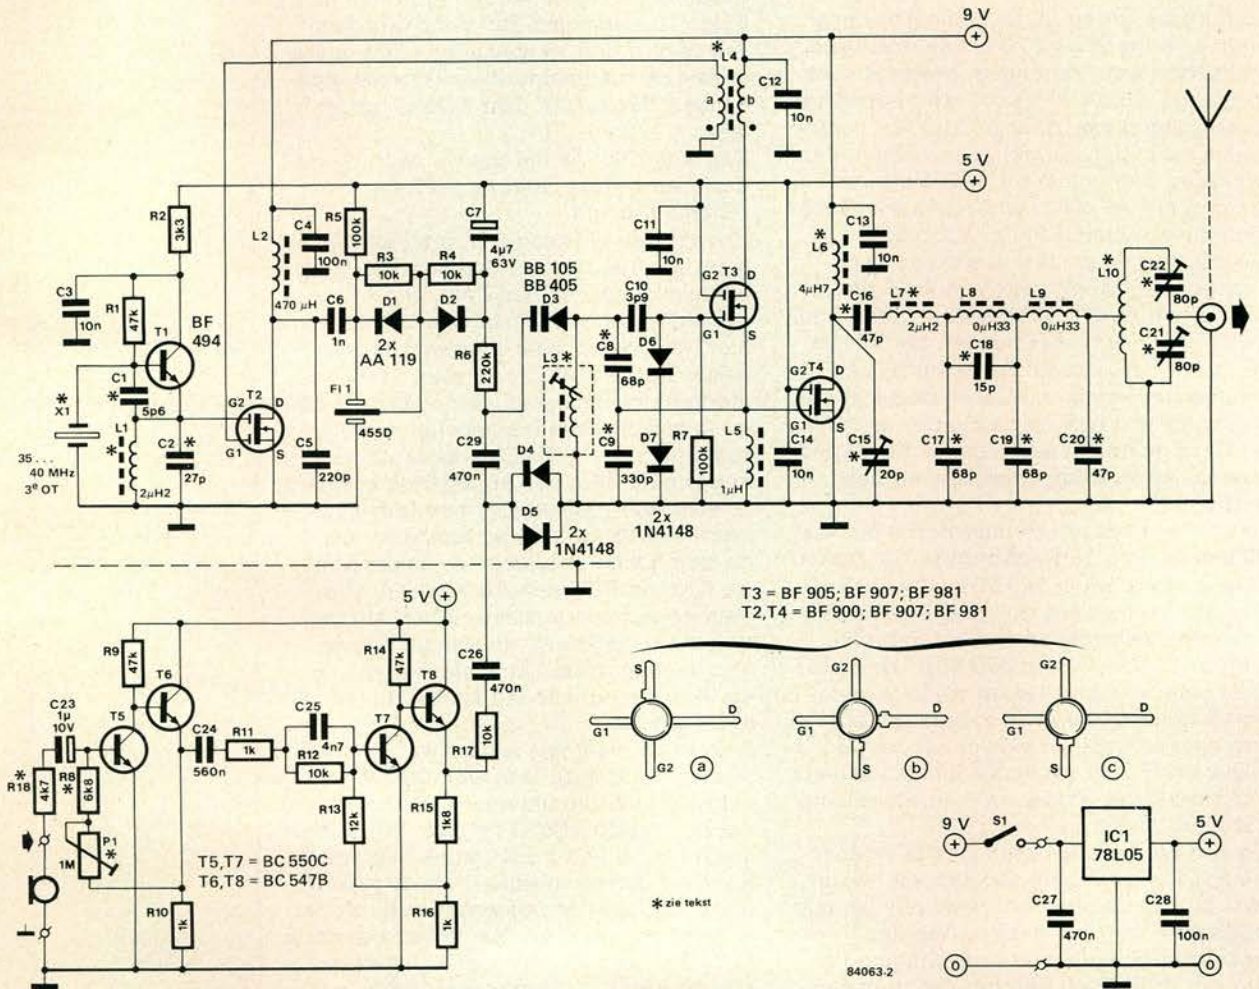 9 V
L4
a
b
C12
10n
5 V
R2
3k3
L2
C4
100n
470 µH
R5
100k
C7
4µ7
63V
R3
10k
R4
10k
BB 105
BB 405
C11
10n
G2
T3
D
G1
S
L6
4µH7
C13
10n
C16
47p
L7*
2µH2
L8
0µH33
L9
0µH33
L10
C22
80p
C21
80p
C3
10n
R1
47k
T1
BF
494
C6
1n
D1
D2
2x
AA 119
D3
C10
3p9
C8
68p
D6
C18
15p
C1
5p6
X1
35...
40 MHz
3e OT
L1
2µH2
C2
27p
T2
G2
D
G1
S
C5
220p
FI 1
455D
R6
220k
C29
470n
L3*
C9
330p
D7
R7
100k
L5
1µH
T4
G2
D
G1
S
C14
10n
C15
20p
C17
68p
C19
68p
C20
47p
D4
D5
2x
1N4148
2x
1N4148
5 V
R9
47k
T6
R14
47k
T8
C26
470n
R17
10k
C23
1µ
10V
T5
C24
560n
R11
1k
C25
4n7
R12
10k
T7
R18
4k7
R8
6k8
P1
1M
R13
12k
R15
1k8
R10
1k
R16
1k
T5,T7 = BC 550C
T6,T8 = BC 547B
T3 = BF 905; BF 907; BF 981
T2,T4 = BF 900; BF 907; BF 981
S
G1
D
G2
a
G2
G1
D
S
b
G2
G1
D
S
c
* zie tekst
9 V
S1
IC1
78L05
5 V
C27
470n
C28
100n
0
0
84063-2